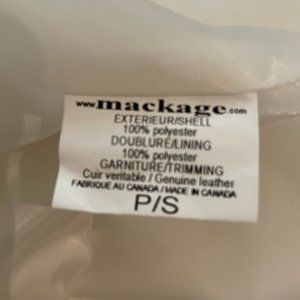 www.mackage.com
EXTERIEUR/SHELL
100% polyester
DOUBLURE/LINING
100% polyester
GARNITURE/TRIMMING
Cuir veritable / Genuine leather
FABRIQUE AU CANADA / MADE IN CANADA
P/S